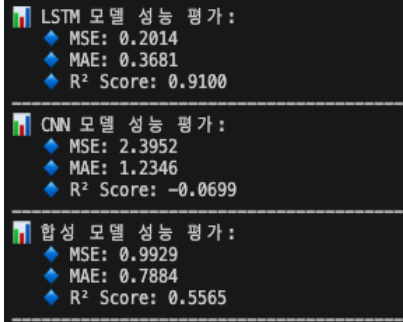 📊 LSTM 모델 성능 평가:
🔹 MSE: 0.2014
🔹 MAE: 0.3681
🔹 R² Score: 0.9100
📊 CNN 모델 성능 평가:
🔹 MSE: 2.3952
🔹 MAE: 1.2346
🔹 R² Score: -0.0699
📊 합성 모델 성능 평가:
🔹 MSE: 0.9929
🔹 MAE: 0.7884
🔹 R² Score: 0.5565